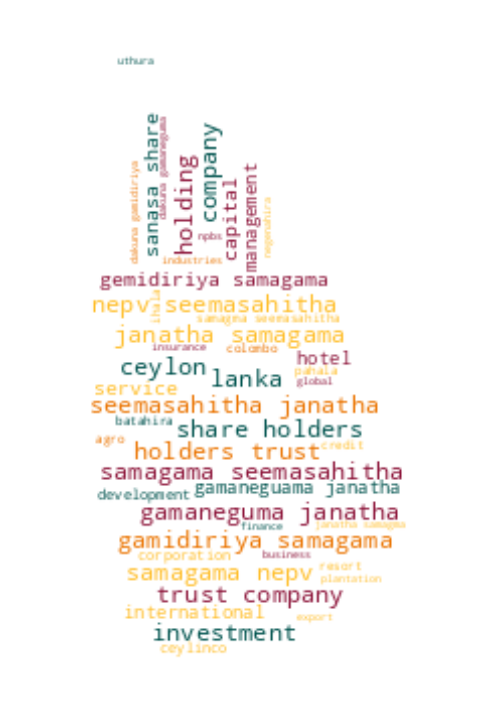 uthura
sanasa share
dakuna gamaneguma
company
holding
dakuna gamidiriya
capital
management
negenahira
npbs
industries
gemidiriya samagama
ihala
nepv seemasahitha
samagma seemasahitha
janatha samagama
insurance
colombo
hotel
ceylon
pahala
lanka
global
service
seemasahitha janatha
batahira
share holders
agro
holders trust
credit
samagama seemasahitha
gamaneguama janatha
development
gamaneguma janatha
finance
janatha samagma
gamidiriya samagama
corporation
business
samagama nepv
resort
plantation
trust company
international
export
investment
ceylinco